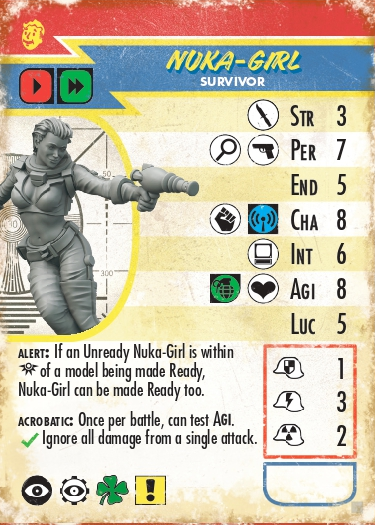 NUKA-GIRL
SURVIVOR
STR 3
PER 7
END 5
CHA 8
INT 6
AGI 8
LUC 5
50
300
ALERT: If an Unready Nuka-Girl is within
of a model being made Ready,
Nuka-Girl can be made Ready too.
ACROBATIC: Once per battle, can test AGI.
Ignore all damage from a single attack.
1
3
2